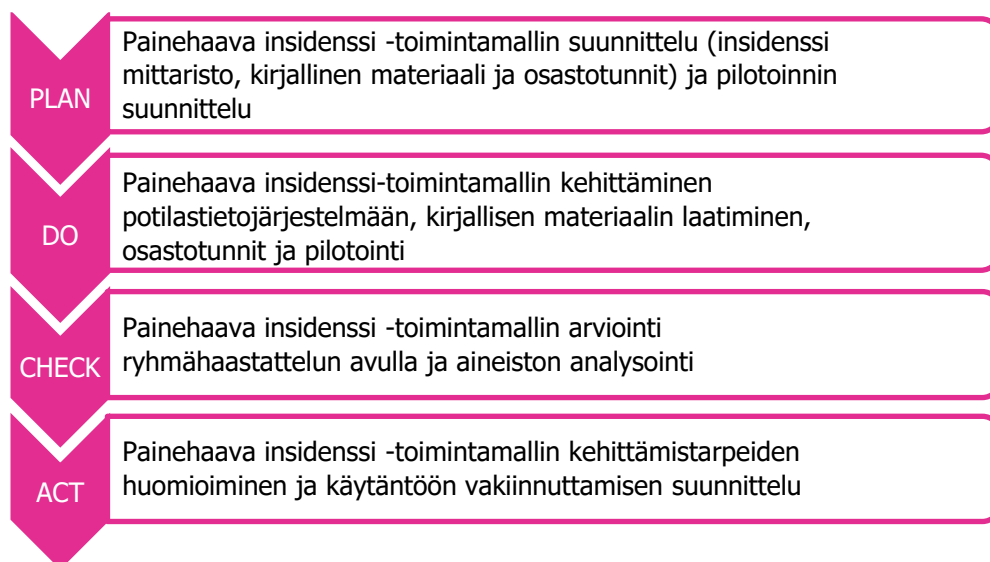 PLAN
Painehaava insidenssi -toimintamallin suunnittelu (insidenssi
mittaristo, kirjallinen materiaali ja osastotunnit) ja pilotoinnin
suunnittelu
DO
Painehaava insidenssi-toimintamallin kehittäminen
potilastietojärjestelmään, kirjallisen materiaalin laatiminen,
osastotunnit ja pilotointi
CHECK
Painehaava insidenssi -toimintamallin arviointi
ryhmähaastattelun avulla ja aineiston analysointi
ACT
Painehaava insidenssi -toimintamallin kehittämistarpeiden
huomioiminen ja käytäntöön vakiinnuttamisen suunnittelu